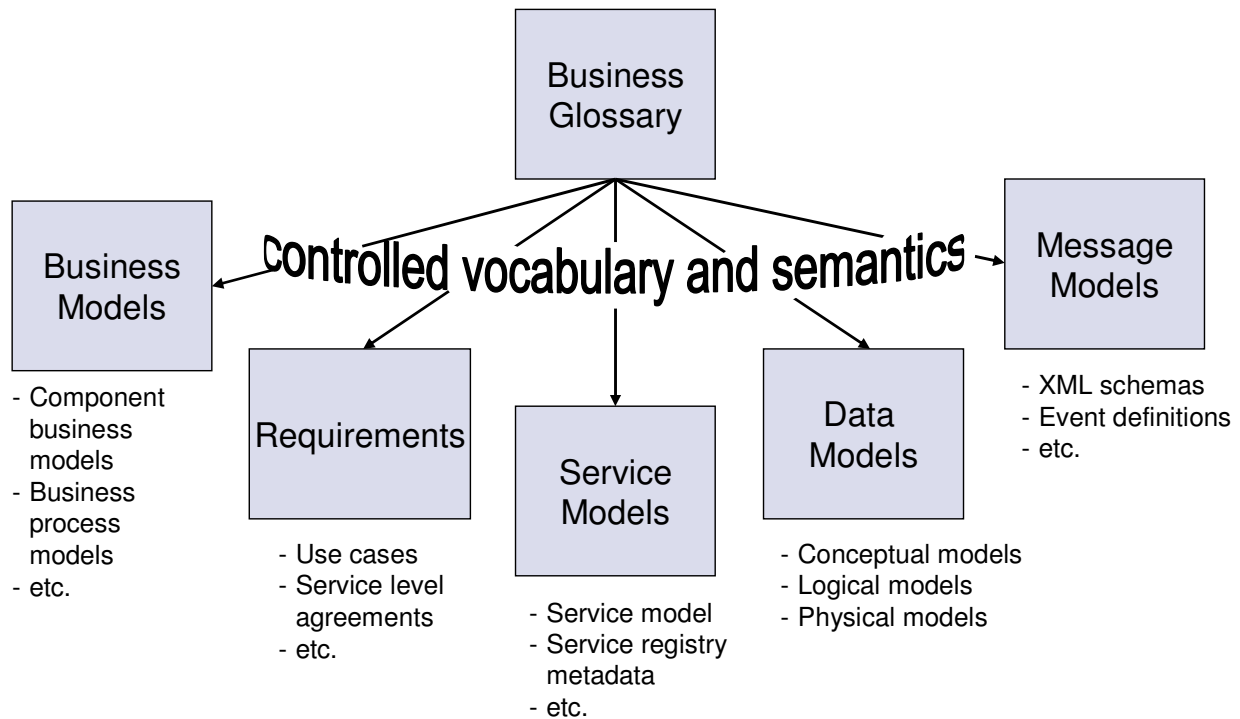 Business
Glossary
controlled vocabulary and semantics
Business
Models
- Component
business
models
- Business
process
models
- etc.
Requirements
- Use cases
- Service level
agreements
- etc.
Service
Models
- Service model
- Service registry
metadata
- etc.
Data
Models
- Conceptual models
- Logical models
- Physical models
Message
Models
- XML schemas
- Event definitions
- etc.